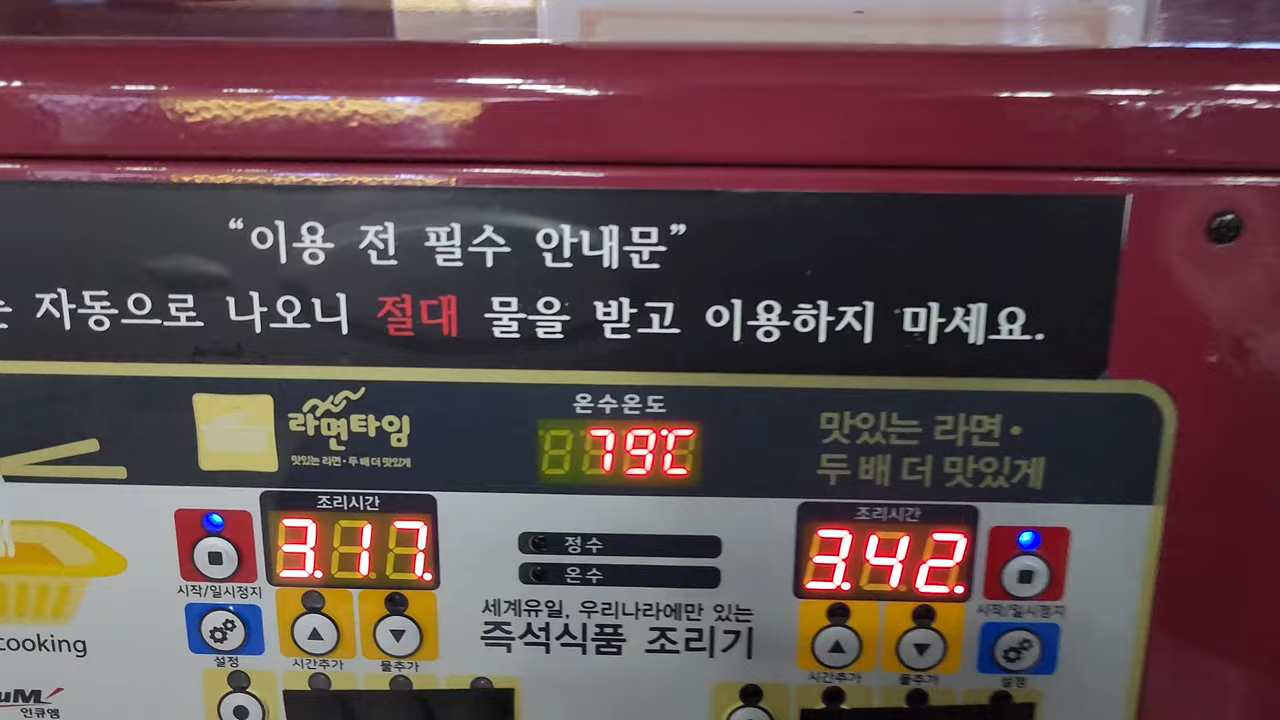 “이용 전 필수 안내문”
는 자동으로 나오니 절대 물을 받고 이용하지 마세요.
라면타임
맛있는 라면·두 배 더 맛있게
온수온도
79℃
맛있는 라면·
두 배 더 맛있게
조리시간
3.17.
시작/일시정지
설정
시간추가
물추가
정수
온수
세계유일, 우리나라에만 있는
즉석식품 조리기
조리시간
3.42.
시작/일시정지
설정
시간추가
물추가
cooking
인큐엠